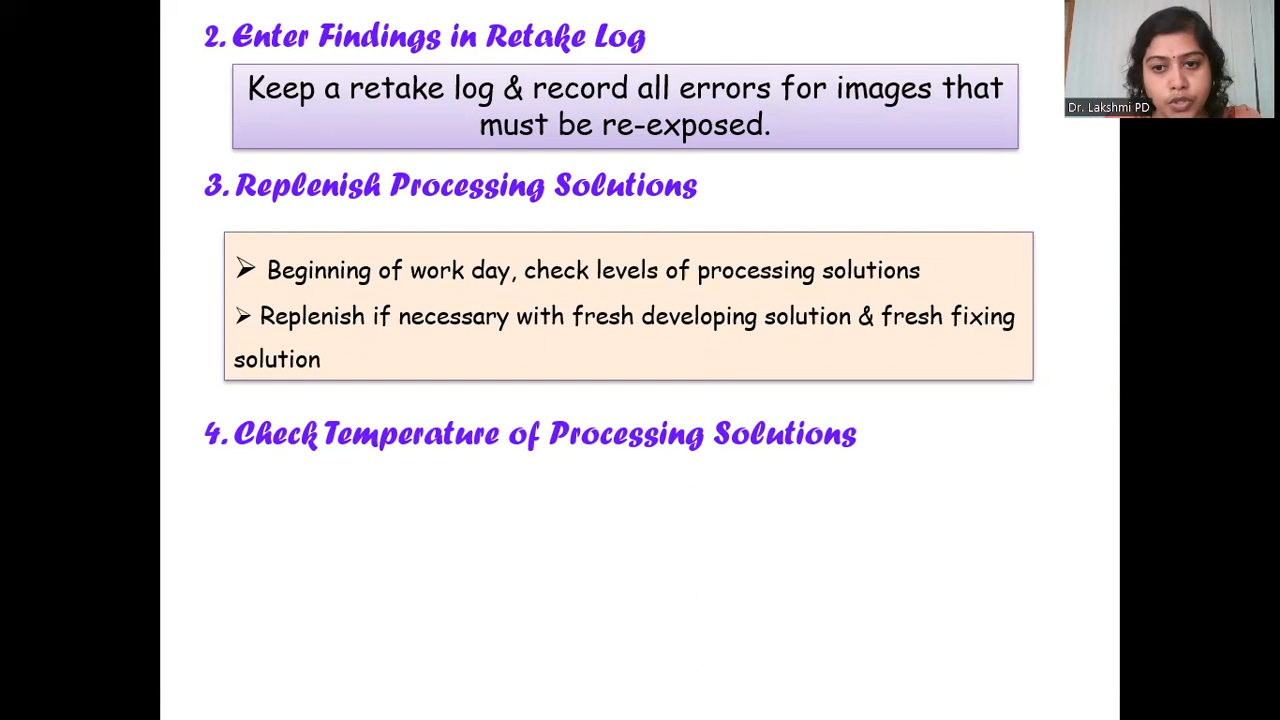 2. Enter Findings in Retake Log
Keep a retake log & record all errors for images that
must be re-exposed.
Dr. Lakshmi PD
3. Replenish Processing Solutions
➢ Beginning of work day, check levels of processing solutions
➢ Replenish if necessary with fresh developing solution & fresh fixing
solution
4. Check Temperature of Processing Solutions